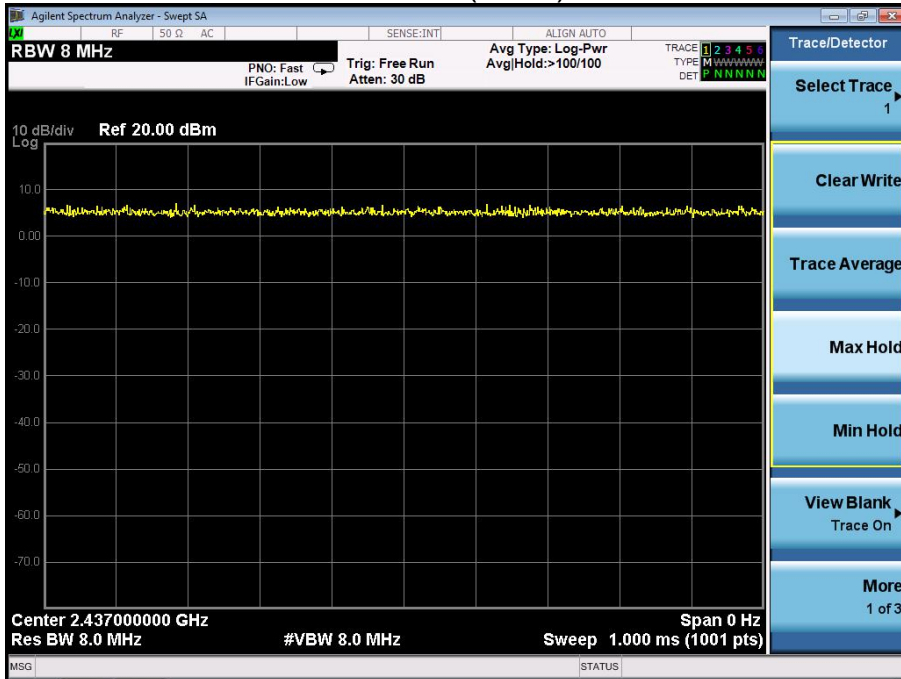 Agilent Spectrum Analyzer - Swept SA
LXI RF 50 Ω AC SENSE:INT ALIGN AUTO
RBW 8 MHz
PNO: Fast
IFGain:Low
Trig: Free Run
Atten: 30 dB
Avg Type: Log-Pwr
Avg|Hold:>100/100
TRACE 1 2 3 4 5 6
TYPE M WWWWW
DET P N N N N N
10 dB/div Ref 20.00 dBm
Log
10.0
0.00
-10.0
-20.0
-30.0
-40.0
-50.0
-60.0
-70.0
Center 2.437000000 GHz Span 0 Hz
Res BW 8.0 MHz #VBW 8.0 MHz Sweep 1.000 ms (1001 pts)
MSG STATUS
Trace/Detector
Select Trace
1
Clear Write
Trace Average
Max Hold
Min Hold
View Blank
Trace On
More
1 of 3